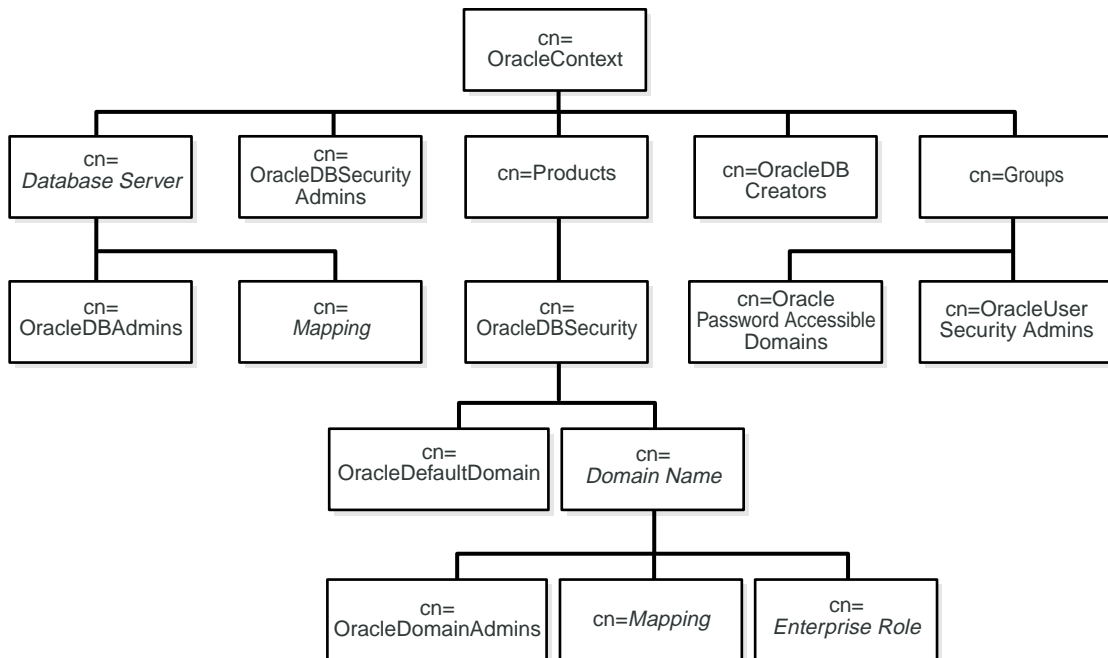 cn=
OracleContext
cn=
Database Server
cn=
OracleDBSecurity
Admins
cn=Products
cn=OracleDB
Creators
cn=Groups
cn=
OracleDBAdmins
cn=
Mapping
cn=
OracleDBSecurity
cn=Oracle
Password Accessible
Domains
cn=OracleUser
Security Admins
cn=
OracleDefaultDomain
cn=
Domain Name
cn=
OracleDomainAdmins
cn=Mapping
cn=
Enterprise Role